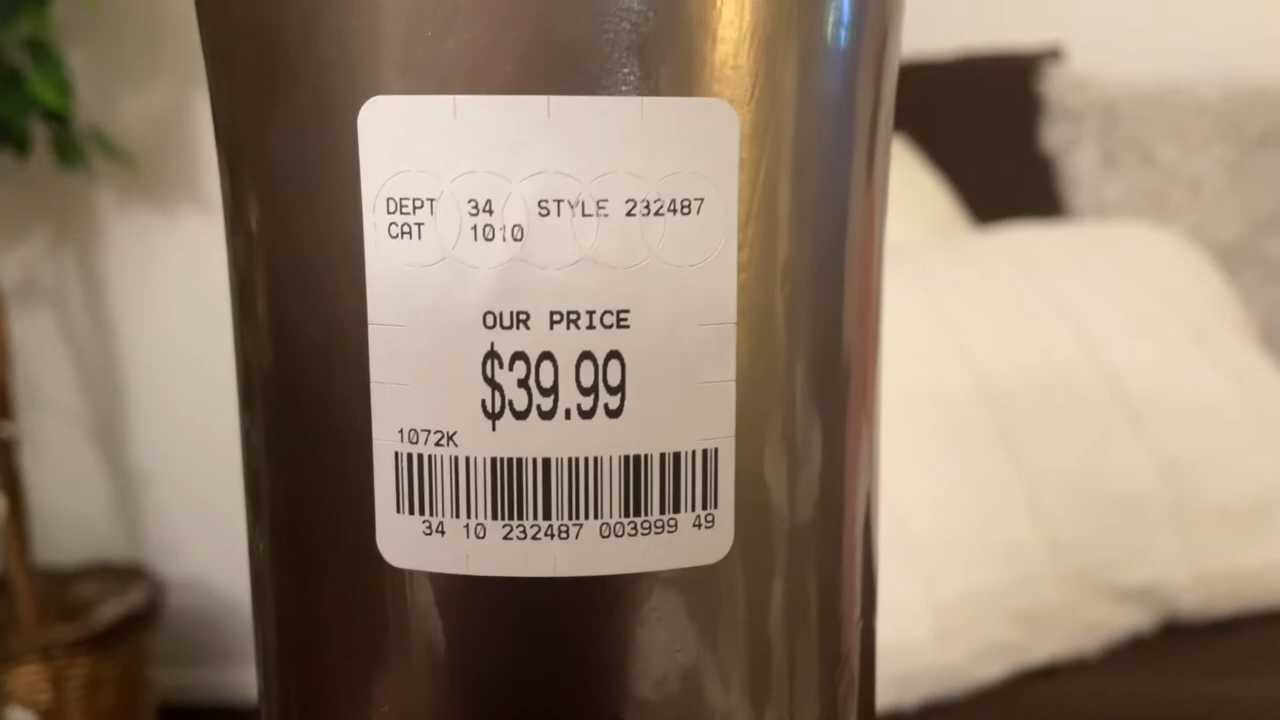 DEPT 34 STYLE 232487
CAT 1010
OUR PRICE
$39.99
1072K
34 10 232487 003999 49